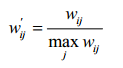 w'ij = wij / max j wij